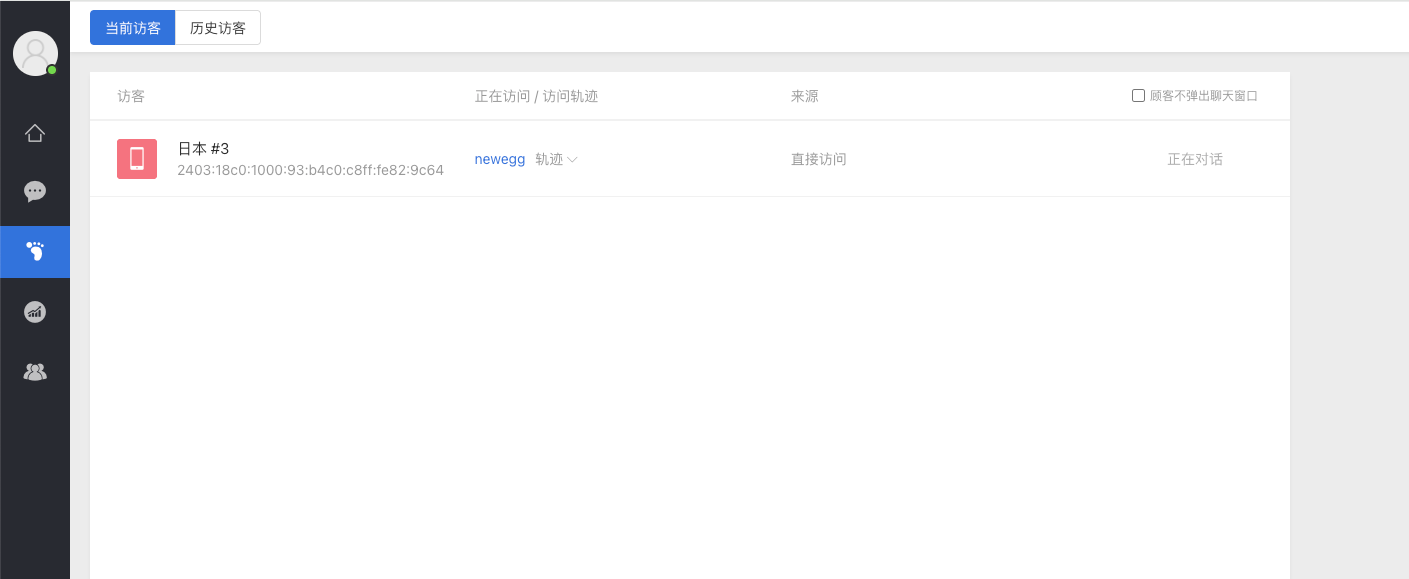 当前访客 历史访客
访客 正在访问 / 访问轨迹 来源 顾客不弹出聊天窗口
日本 #3
2403:18c0:1000:93:b4c0:c8ff:fe82:9c64
newegg 轨迹 直接访问 正在对话